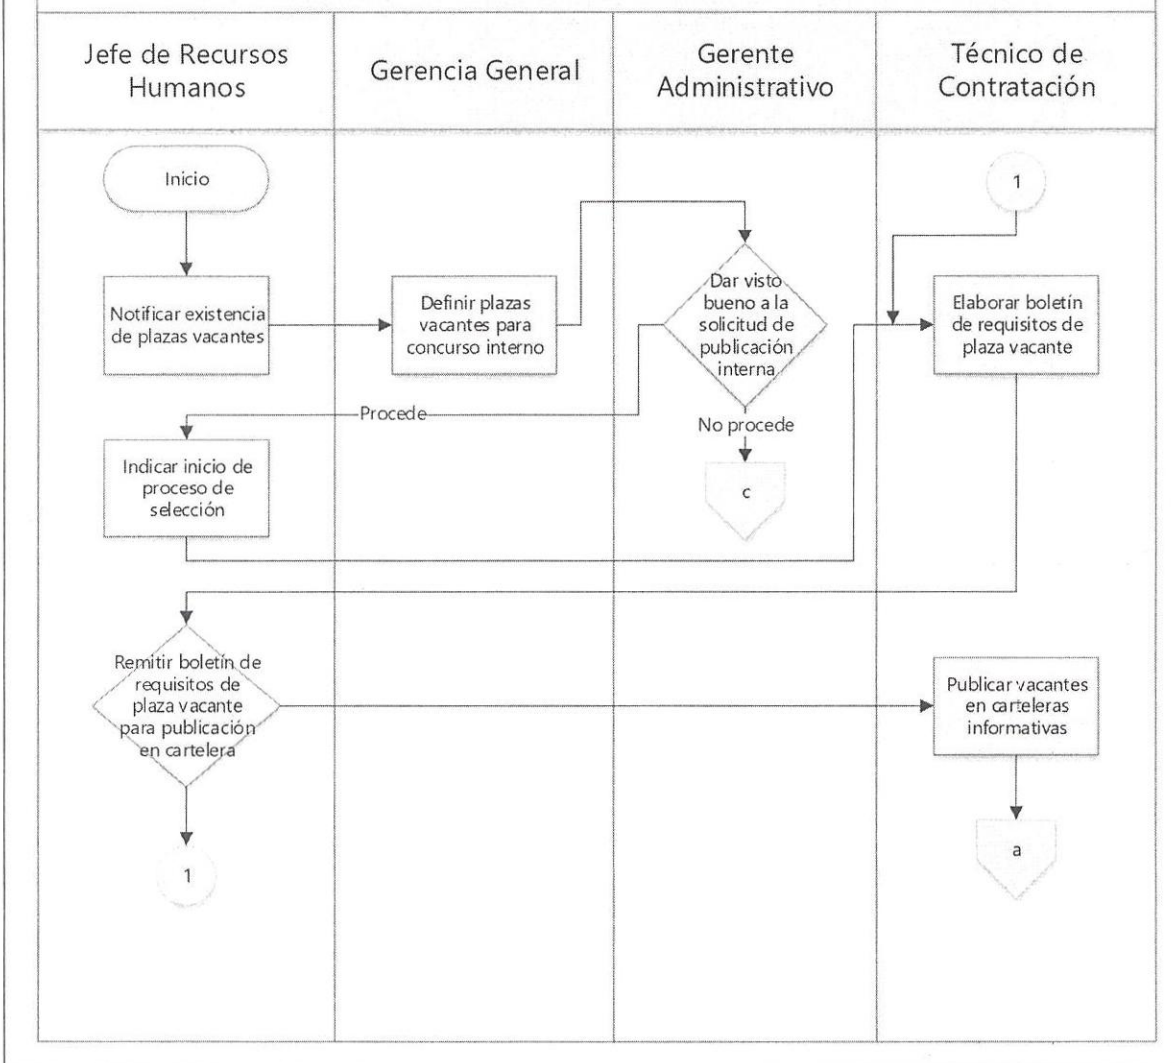 Jefe de Recursos
Humanos
Gerencia General
Gerente
Administrativo
Técnico de
Contratación
Inicio
1
Notificar existencia
de plazas vacantes
Definir plazas
vacantes para
concurso interno
Dar visto
bueno a la
solicitud de
publicación
interna
Elaborar boletín
de requisitos de
plaza vacante
Procede
No procede
Indicar inicio de
proceso de
selección
c
Remitir boletín de
requisitos de
plaza vacante
para publicación
en cartelera
Publicar vacantes
en carteleras
informativas
1
a